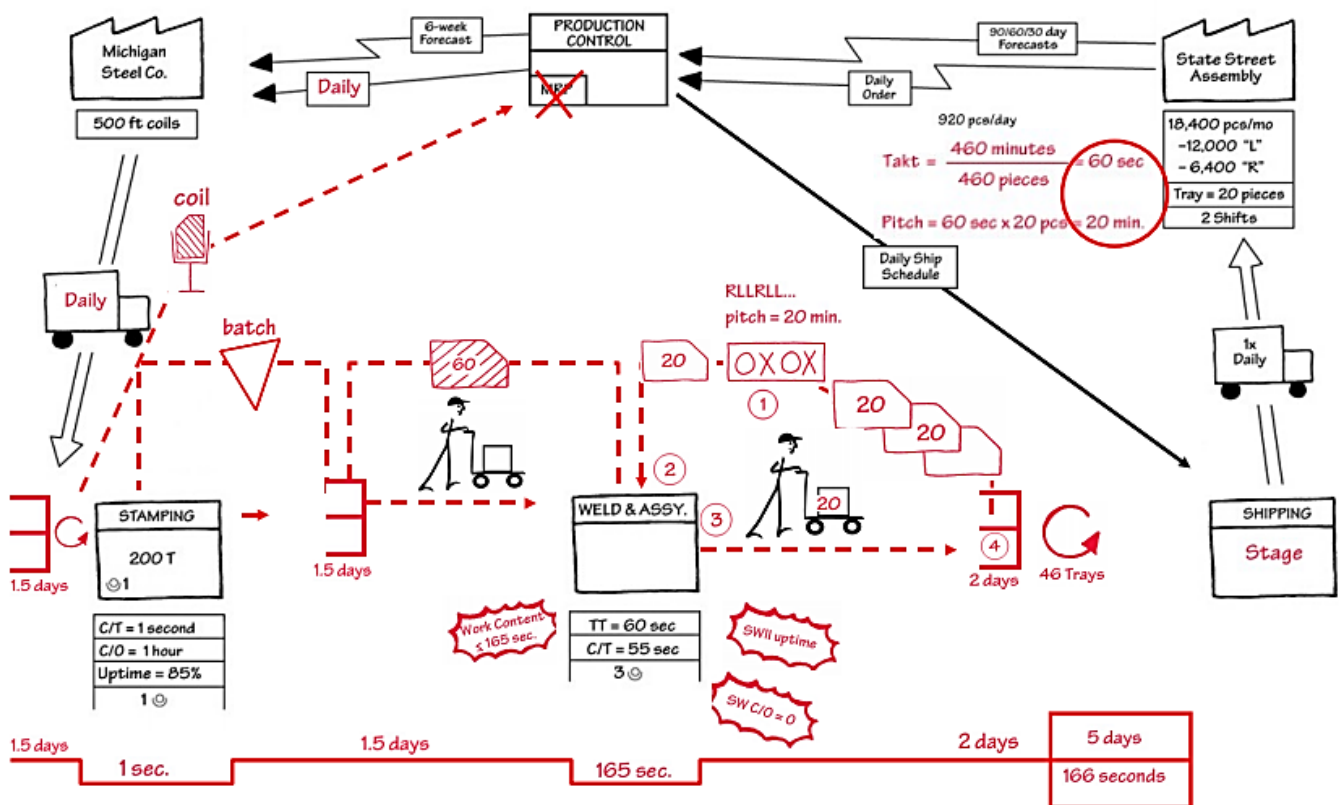 Michigan
Steel Co.
500 ft coils
6-week
Forecast
Daily
PRODUCTION
CONTROL
MRP
90/60/30 day
Forecasts
Daily
Order
State Street
Assembly
18,400 pcs/mo
-12,000 "L"
-6,400 "R"
Tray = 20 pieces
2 Shifts
920 pcs/day
Takt = 460 minutes / 460 pieces = 60 sec
Pitch = 60 sec x 20 pcs = 20 min.
coil
Daily
Daily Ship
Schedule
1x
Daily
batch
60
20
RLLRLL...
pitch = 20 min.
OXOX
1
20
20
2
3
20
4
1.5 days
STAMPING
200 T
1
C/T = 1 second
C/O = 1 hour
Uptime = 85%
1
1.5 days
WELD & ASSY.
TT = 60 sec
C/T = 55 sec
3
Work Content
≤ 165 sec.
SWII uptime
SW C/O = 0
2 days
46 Trays
SHIPPING
Stage
1.5 days
1 sec.
1.5 days
165 sec.
2 days
5 days
166 seconds